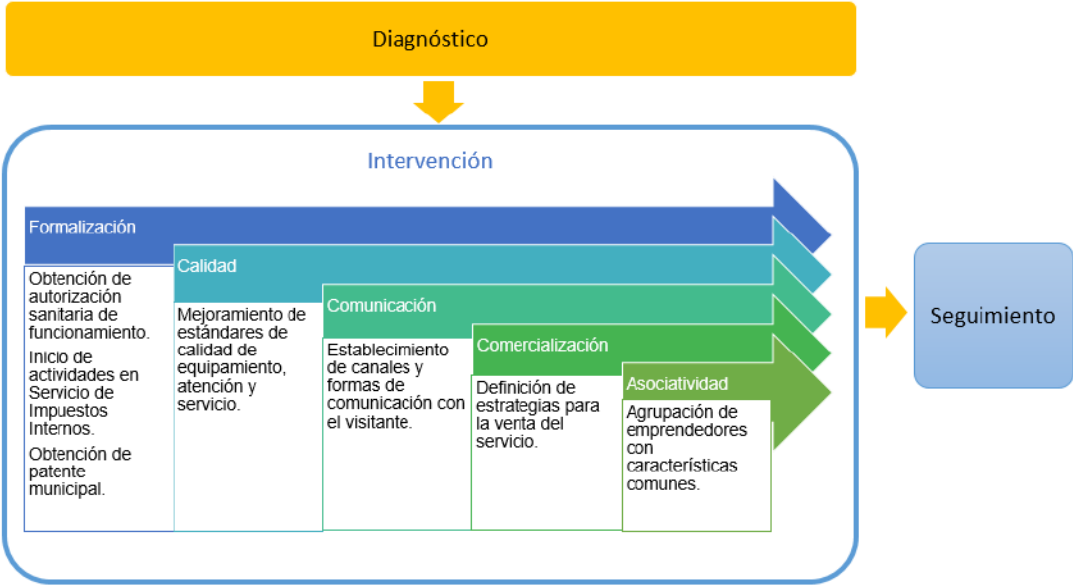 Diagnóstico
Intervención
Formalización
Obtención de
autorización
sanitaria de
funcionamiento.
Inicio de
actividades en
Servicio de
Impuestos
Internos.
Obtención de
patente
municipal.
Calidad
Mejoramiento de
estándares de
calidad de
equipamiento,
atención y
servicio.
Comunicación
Establecimiento
de canales y
formas de
comunicación con
el visitante.
Comercialización
Definición de
estrategias para
la venta del
servicio.
Asociatividad
Agrupación de
emprendedores
con
características
comunes.
Seguimiento